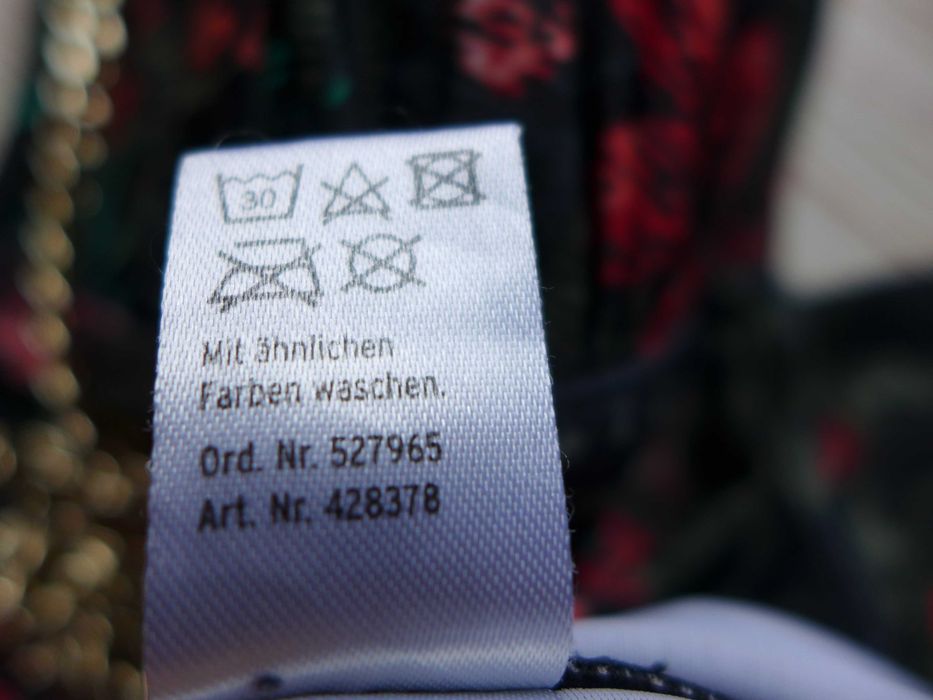 30
Mit ähnlichen
Farben waschen.
Ord. Nr. 527965
Art. Nr. 428378